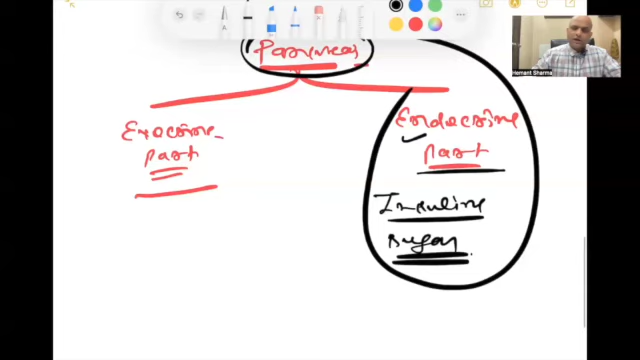 Hemant Sharma
Pancreas
Exocrine
part
Endocrine
part
Insuline
Sugar